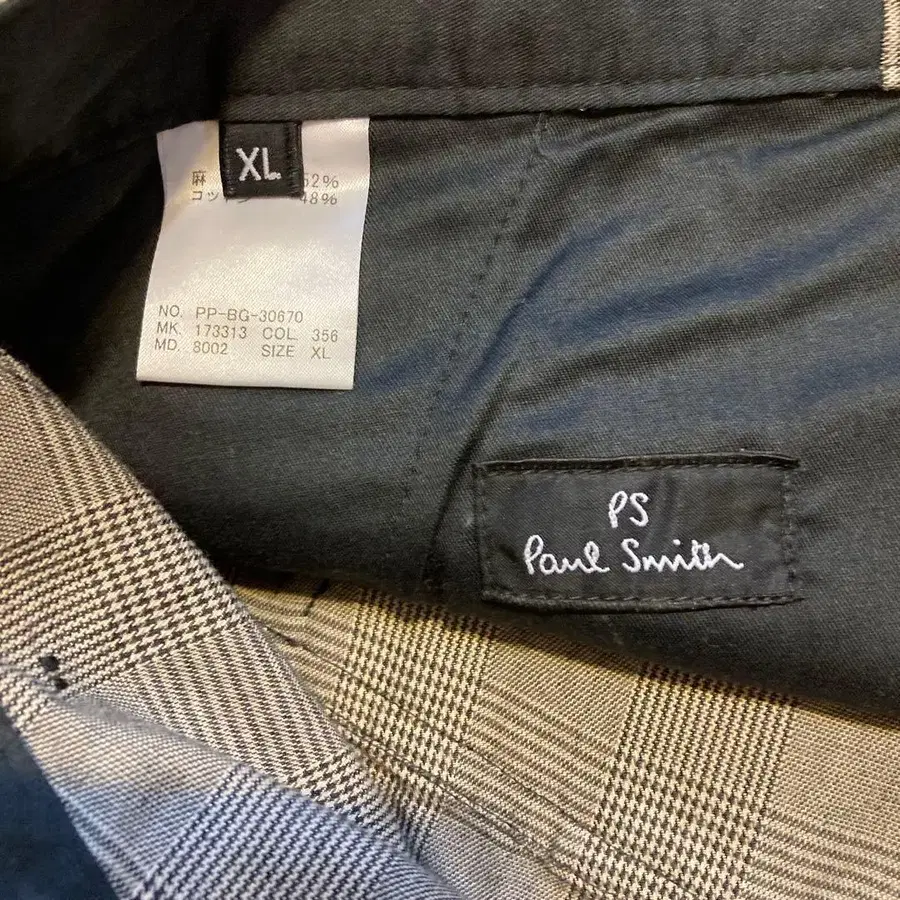 XL
麻 52%
コットン 48%
NO. PP-BG-30670
MK. 173313 COL. 356
MD. 8002 SIZE XL
PS
Paul Smith